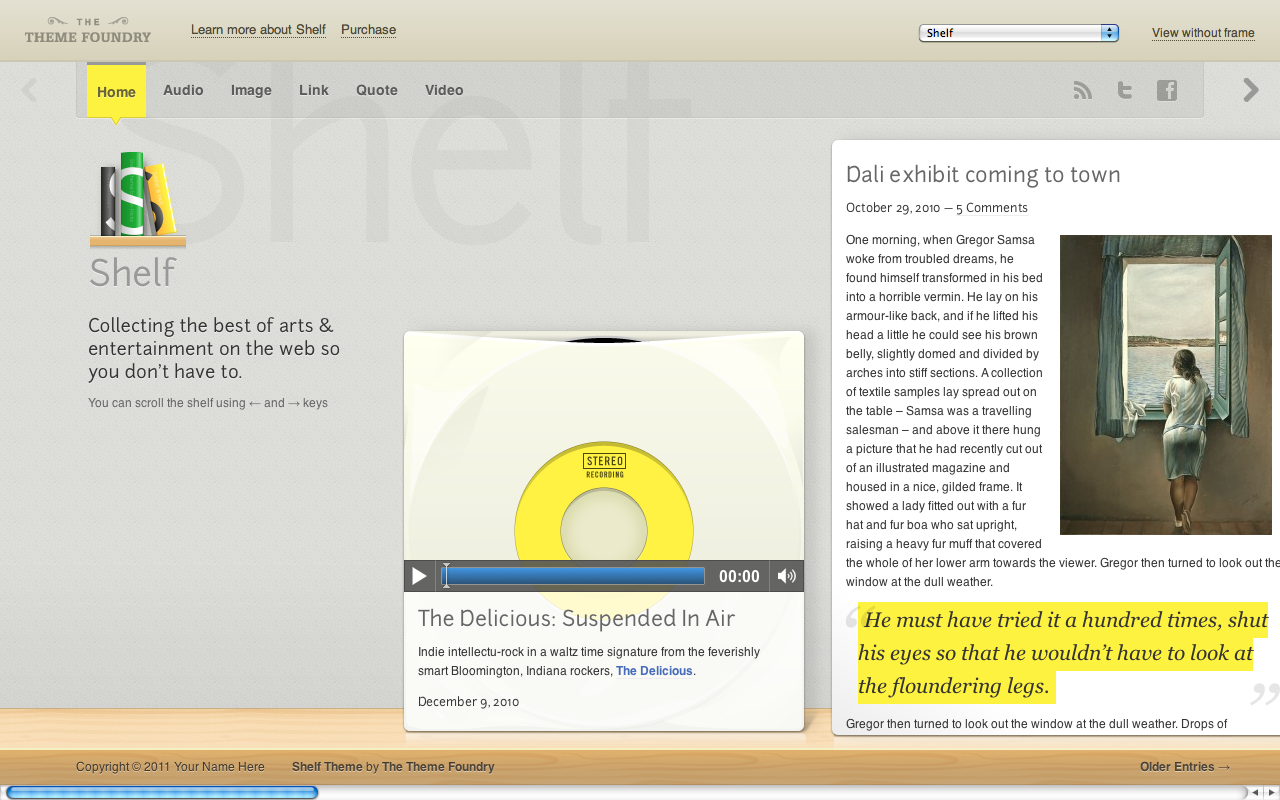 THE
THEME FOUNDRY
Learn more about Shelf
Purchase
Shelf
View without frame
Shelf
Home
Audio
Image
Link
Quote
Video
S
S
Shelf
Collecting the best of arts &
entertainment on the web so
you don’t have to.
You can scroll the shelf using ← and → keys
STEREO
RECORDING
00:00
The Delicious: Suspended In Air
Indie intellectu-rock in a waltz time signature from the feverishly
smart Bloomington, Indiana rockers, The Delicious.
December 9, 2010
Dali exhibit coming to town
October 29, 2010 — 5 Comments
One morning, when Gregor Samsa
woke from troubled dreams, he
found himself transformed in his bed
into a horrible vermin. He lay on his
armour-like back, and if he lifted his
head a little he could see his brown
belly, slightly domed and divided by
arches into stiff sections. A collection
of textile samples lay spread out on
the table – Samsa was a travelling
salesman – and above it there hung
a picture that he had recently cut out
of an illustrated magazine and
housed in a nice, gilded frame. It
showed a lady fitted out with a fur
hat and fur boa who sat upright,
raising a heavy fur muff that covered
the whole of her lower arm towards the viewer. Gregor then turned to look out the
window at the dull weather.
“ He must have tried it a hundred times, shut
his eyes so that he wouldn’t have to look at
the floundering legs. ”
Gregor then turned to look out the window at the dull weather. Drops of
Copyright © 2011 Your Name Here
Shelf Theme by The Theme Foundry
Older Entries →